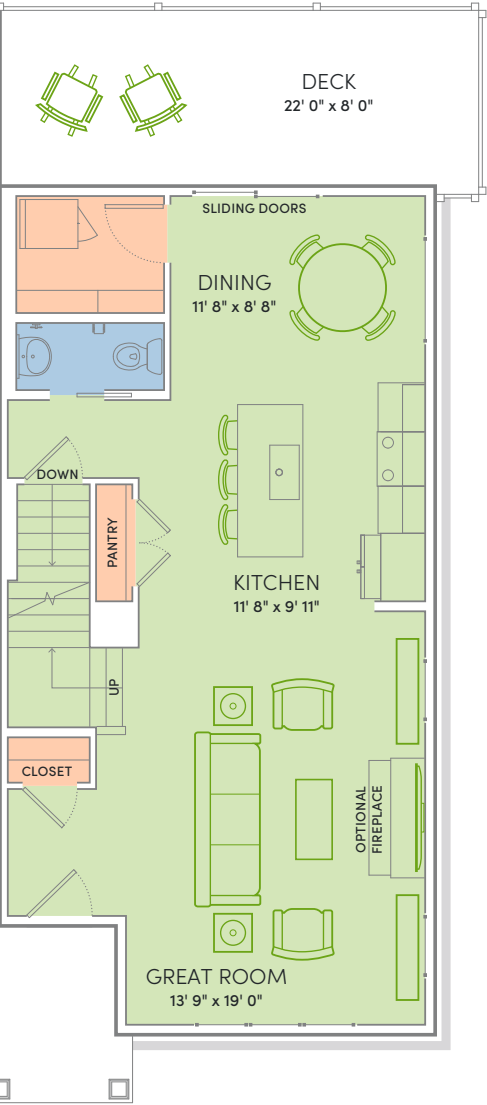 DECK
22' 0" x 8' 0"
SLIDING DOORS
DINING
11' 8" x 8' 8"
DOWN
PANTRY
KITCHEN
11' 8" x 9' 11"
UP
CLOSET
OPTIONAL
FIREPLACE
GREAT ROOM
13' 9" x 19' 0"